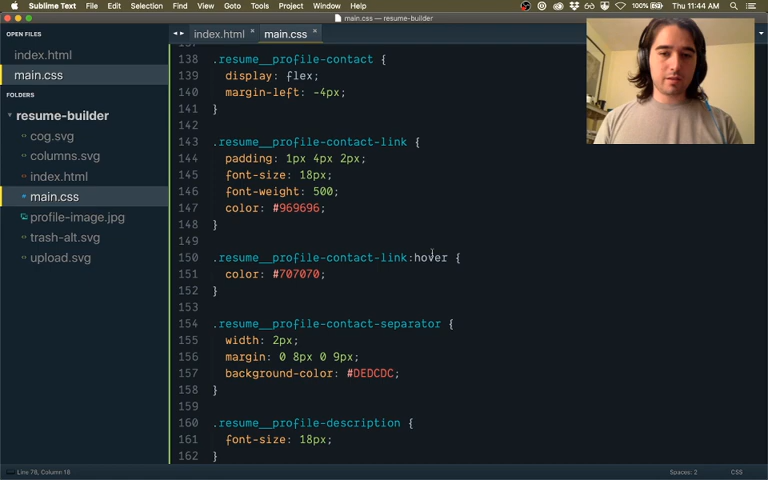 Sublime Text File Edit Selection Find View Goto Tools Project Window Help 100% Thu 11:44 AM
main.css — resume-builder
OPEN FILES
index.html
main.css
FOLDERS
resume-builder
cog.svg
columns.svg
index.html
main.css
profile-image.jpg
trash-alt.svg
upload.svg
index.html main.css
138 .resume__profile-contact {
139 display: flex;
140 margin-left: -4px;
141 }
142
143 .resume__profile-contact-link {
144 padding: 1px 4px 2px;
145 font-size: 18px;
146 font-weight: 500;
147 color: #969696;
148 }
149
150 .resume__profile-contact-link:hover {
151 color: #707070;
152 }
153
154 .resume__profile-contact-separator {
155 width: 2px;
156 margin: 0 8px 0 9px;
157 background-color: #DEDCDC;
158 }
159
160 .resume__profile-description {
161 font-size: 18px;
162 }
Line 78, Column 18 Spaces: 2 CSS